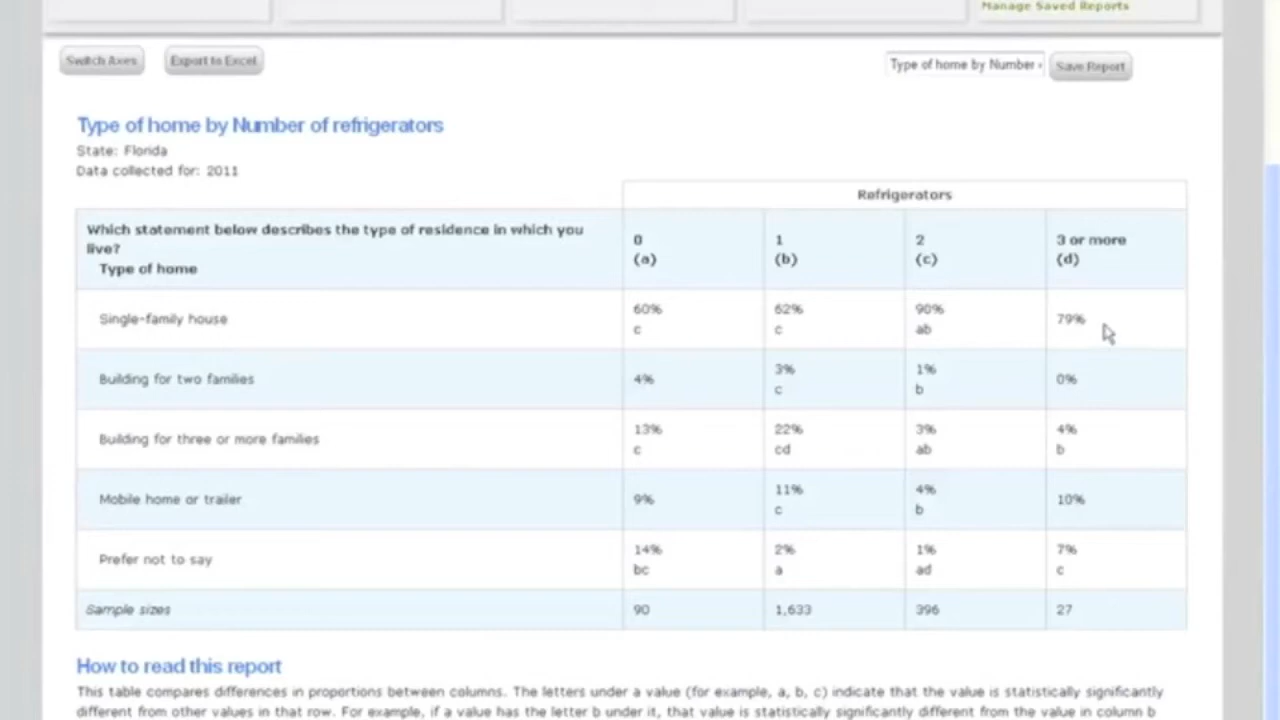 Manage Saved Reports
Switch Axes
Export to Excel
Type of home by Number
Save Report
Type of home by Number of refrigerators
State: Florida
Data collected for: 2011
Refrigerators
Which statement below describes the type of residence in which you
live?
Type of home
0
(a)
1
(b)
2
(c)
3 or more
(d)
Single-family house
60%
c
62%
c
90%
ab
79%
Building for two families
4%
3%
c
1%
b
0%
Building for three or more families
13%
c
22%
cd
3%
ab
4%
b
Mobile home or trailer
9%
11%
c
4%
b
10%
Prefer not to say
14%
bc
2%
a
1%
ad
7%
c
Sample sizes
90
1,633
396
27
How to read this report
This table compares differences in proportions between columns. The letters under a value (for example, a, b, c) indicate that the value is statistically significantly
different from other values in that row. For example, if a value has the letter b under it, that value is statistically significantly different from the value in column b